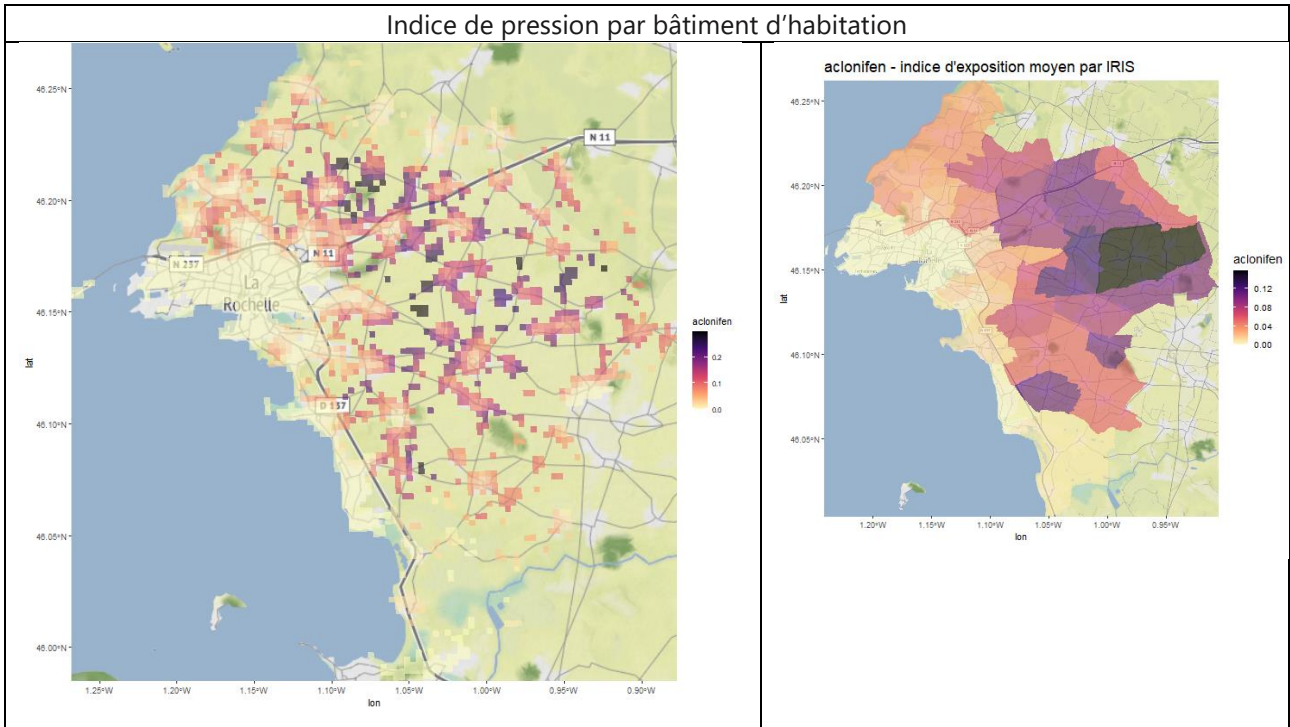 Indice de pression par bâtiment d'habitation
46.25°N
46.20°N
46.15°N
46.10°N
46.05°N
46.00°N
lat
N 11
N 11
N 237
La
Rochelle
D 137
1.25°W 1.20°W 1.15°W 1.10°W 1.05°W 1.00°W 0.95°W 0.90°W
lon
aclonifen
0.2
0.1
0.0
aclonifen - indice d'exposition moyen par IRIS
46.25°N
46.20°N
46.15°N
46.10°N
46.05°N
lat
1.20°W 1.15°W 1.10°W 1.05°W 1.00°W 0.95°W
lon
aclonifen
0.12
0.08
0.04
0.00